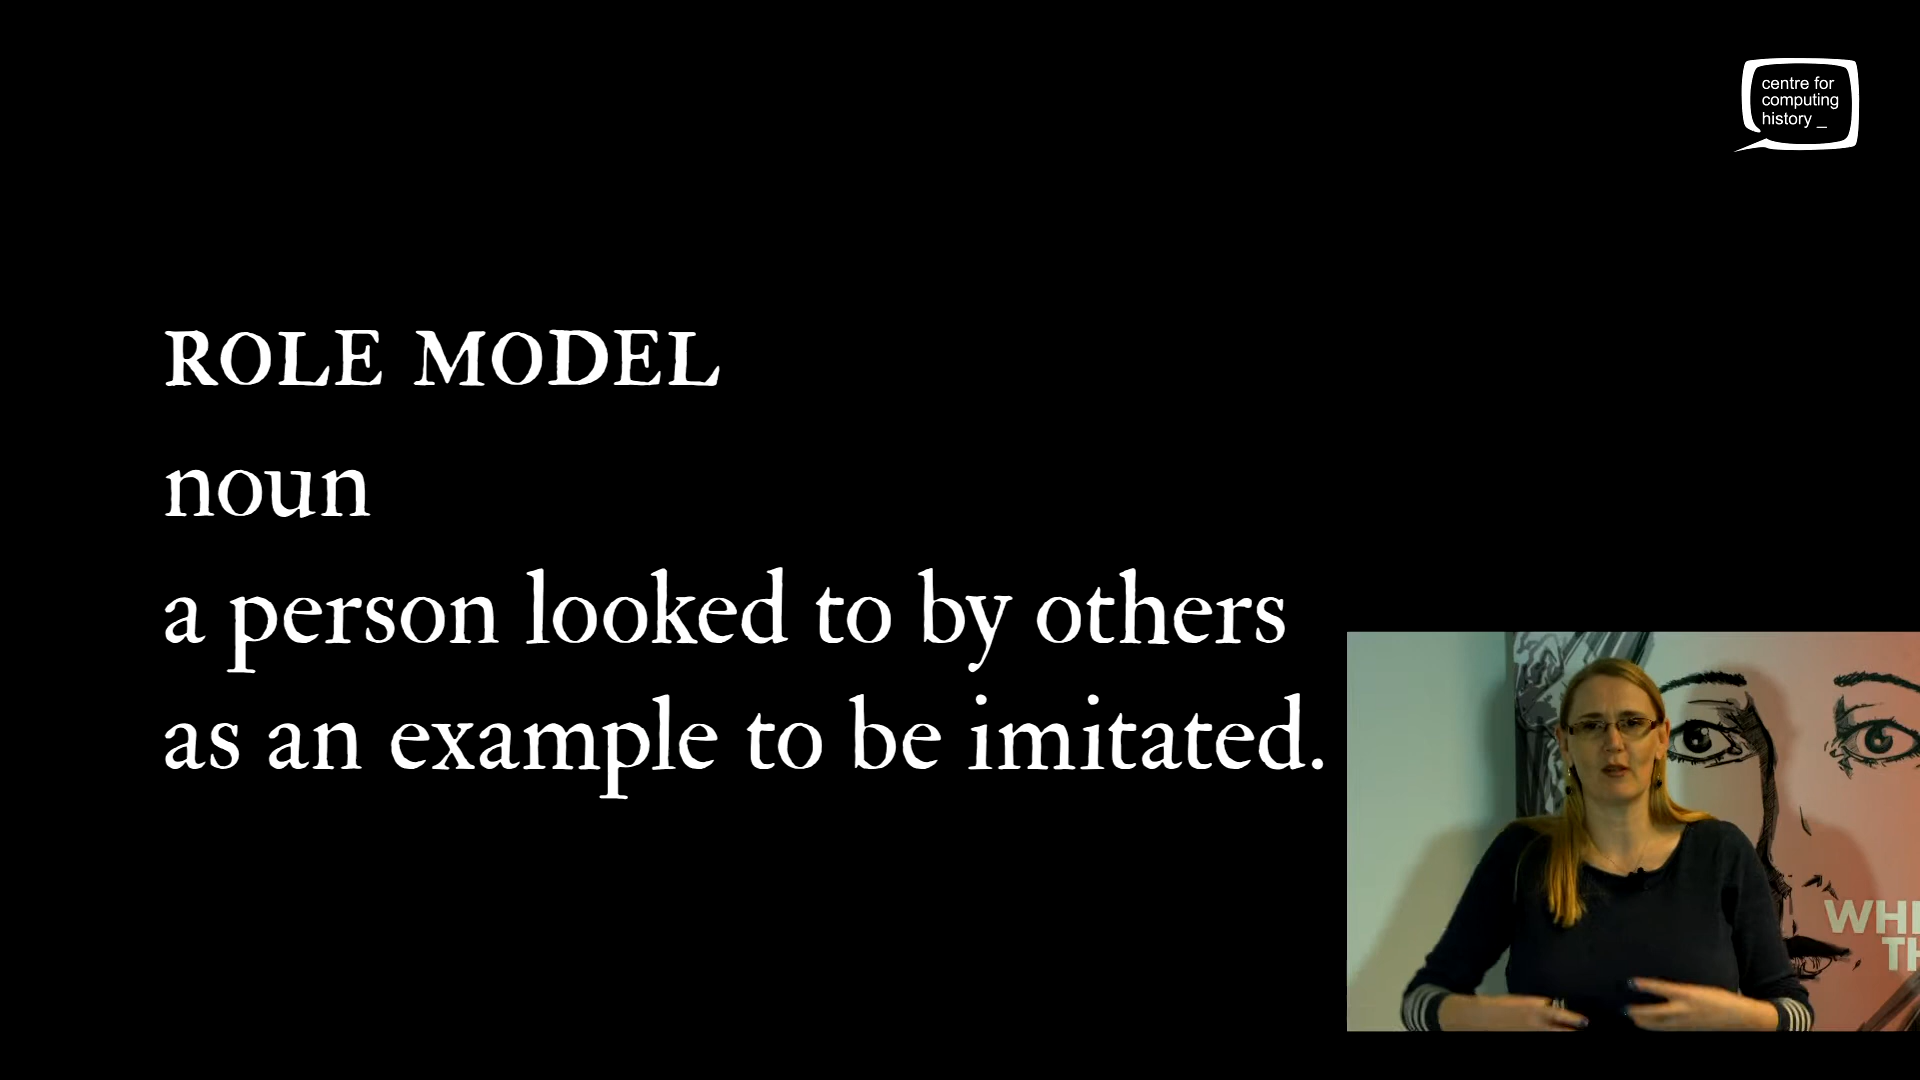 centre for
computing
history _
ROLE MODEL
noun
a person looked to by others
as an example to be imitated.